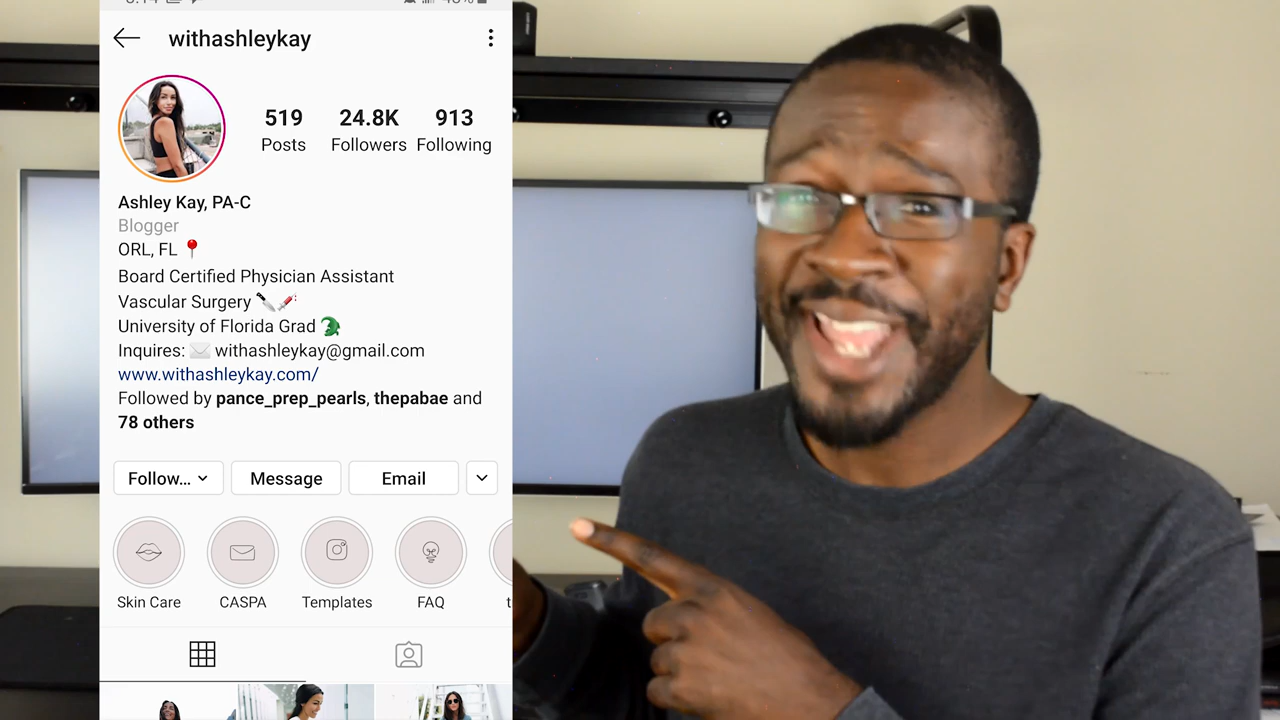 withashleykay
519 24.8K 913
Posts Followers Following
Ashley Kay, PA-C
Blogger
ORL, FL 📍
Board Certified Physician Assistant
Vascular Surgery 🔪💉
University of Florida Grad 🐊
Inquires: ✉️ withashleykay@gmail.com
www.withashleykay.com/
Followed by pance_prep_pearls, thepabae and
78 others
Follow... Message Email
Skin Care CASPA Templates FAQ